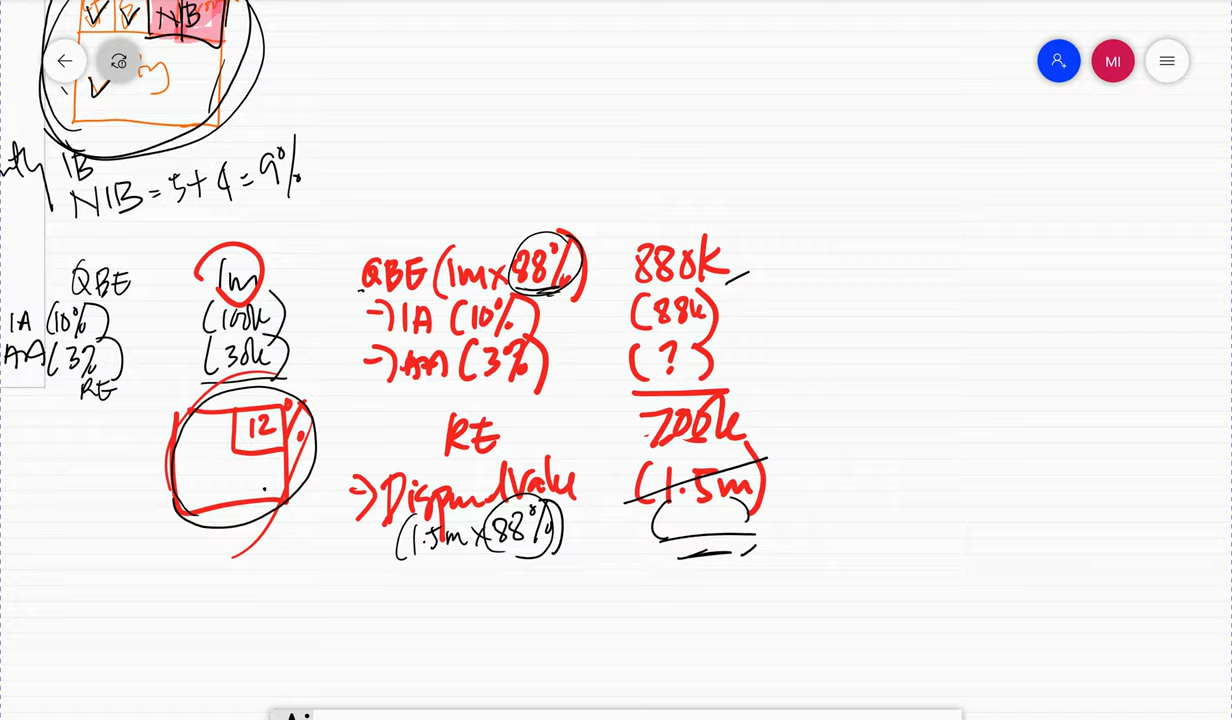 NB
IB
NIB = 5 + 4 = 9%
QBE 1m
IA (10%) (100k)
AA (3%) (30k)
RE
12%
QBE (1m × 88%) 880k
→ IA (10%) (88k)
→ AA (3%) (?)
RE 700k
→ Disposal Value (1.5m)
(1.5m × 88%)
MI